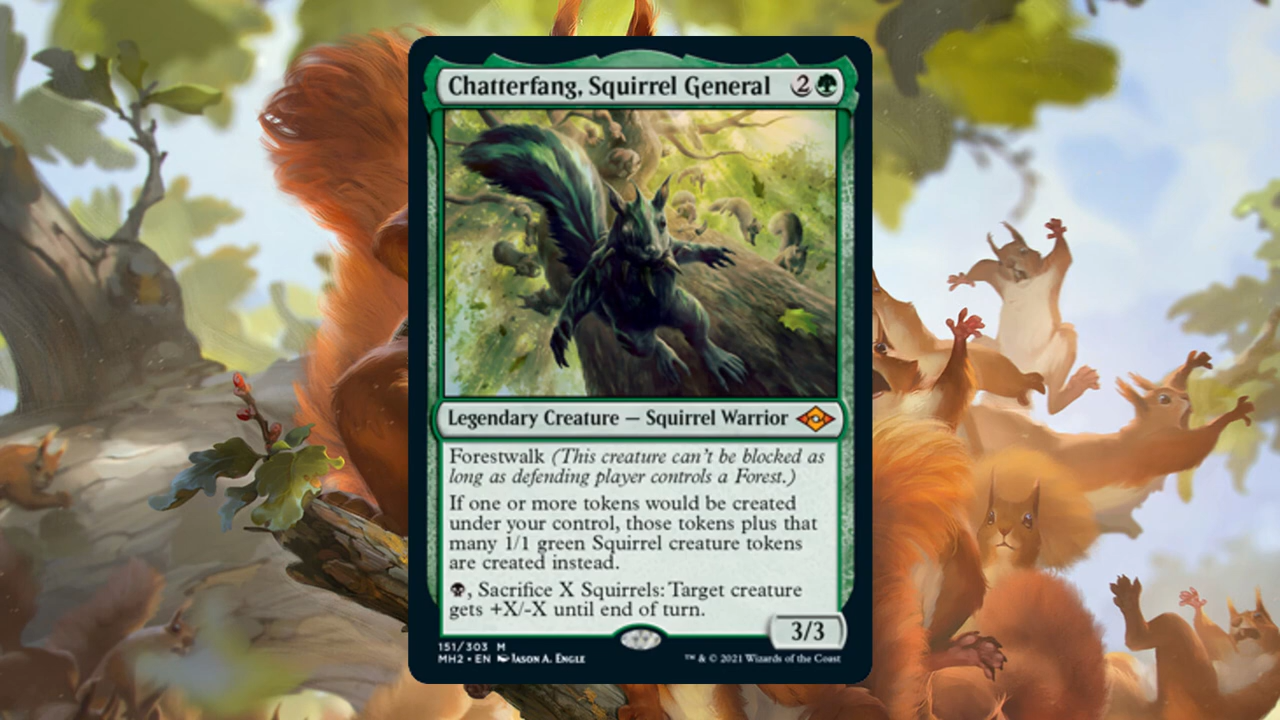 Chatterfang, Squirrel General 2
Legendary Creature — Squirrel Warrior
Forestwalk (This creature can't be blocked as
long as defending player controls a Forest.)
If one or more tokens would be created
under your control, those tokens plus that
many 1/1 green Squirrel creature tokens
are created instead.
, Sacrifice X Squirrels: Target creature
gets +X/-X until end of turn.
3/3
151/303 M
MH2 • EN JASON A. ENGLE
™ & © 2021 Wizards of the Coast